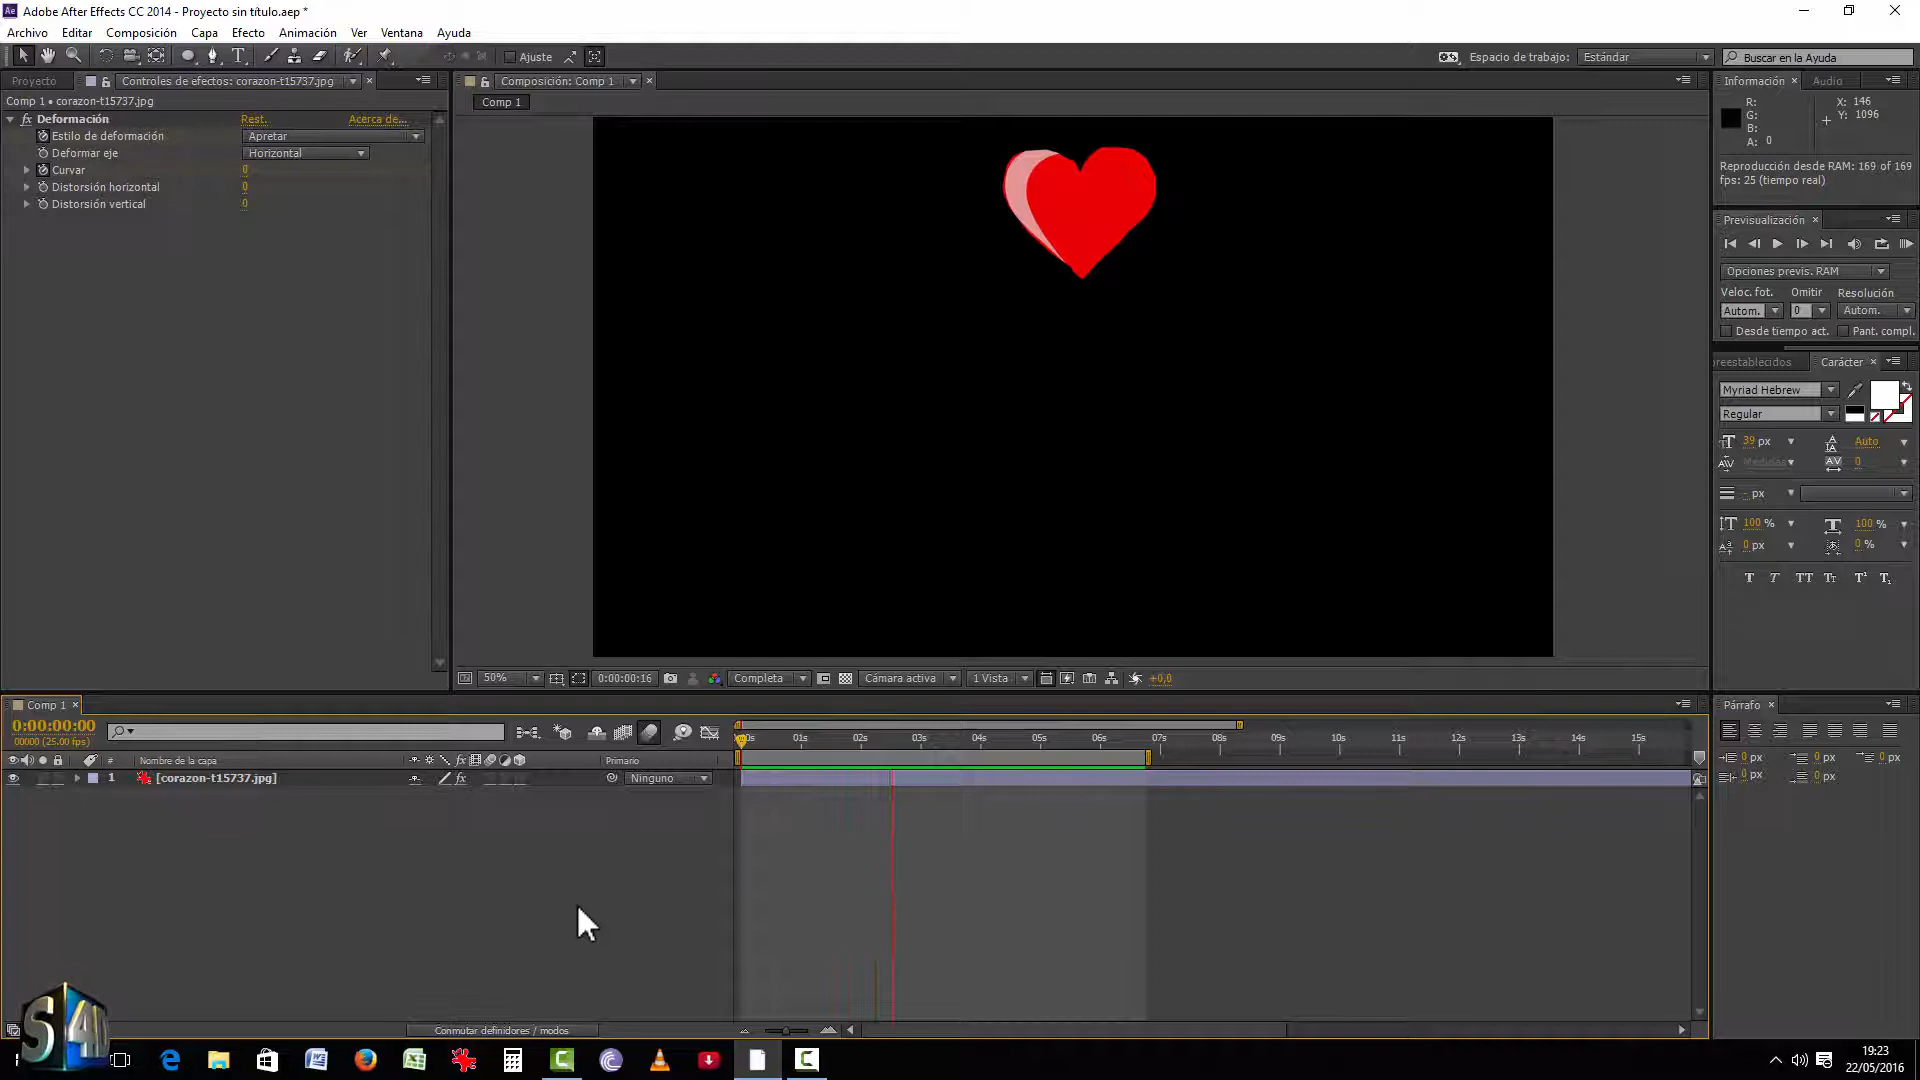 Adobe After Effects CC 2014 - Proyecto sin título.aep *
Archivo Editar Composición Capa Efecto Animación Ver Ventana Ayuda
Ajuste
Espacio de trabajo: Estándar
Buscar en la Ayuda
Proyecto
Controles de efectos: corazon-t15737.jpg
Composición: Comp 1
Información
Audio
Comp 1 • corazon-t15737.jpg
Comp 1
Deformación Rest. Acerca de...
Estilo de deformación Apretar
Deformar eje Horizontal
Curvar 0
Distorsión horizontal 0
Distorsión vertical 0
R:
G:
B:
A: 0
X: 146
Y: 1096
Reproducción desde RAM: 169 of 169
fps: 25 (tiempo real)
Previsualización
Opciones previs. RAM
Veloc. fot. Omitir Resolución
Autom. 0 Autom.
Desde tiempo act. Pant. compl.
reestablecidos Carácter
Myriad Hebrew
Regular
39 px Auto
0
- px
100 % 100 %
0 px 0 %
T T TT Tt T¹ T₁
50% 0:00:00:16 Completa Cámara activa 1 Vista +0,0
Comp 1
0:00:00:00
00000 (25.00 fps)
# Nombre de la capa Primario
0s 01s 02s 03s 04s 05s 06s 07s 08s 09s 10s 11s 12s 13s 14s 15s
1 [corazon-t15737.jpg] Ninguno
Párrafo
0 px 0 px 0 px
0 px 0 px
Conmutar definidores / modos
S4D
19:23
22/05/2016